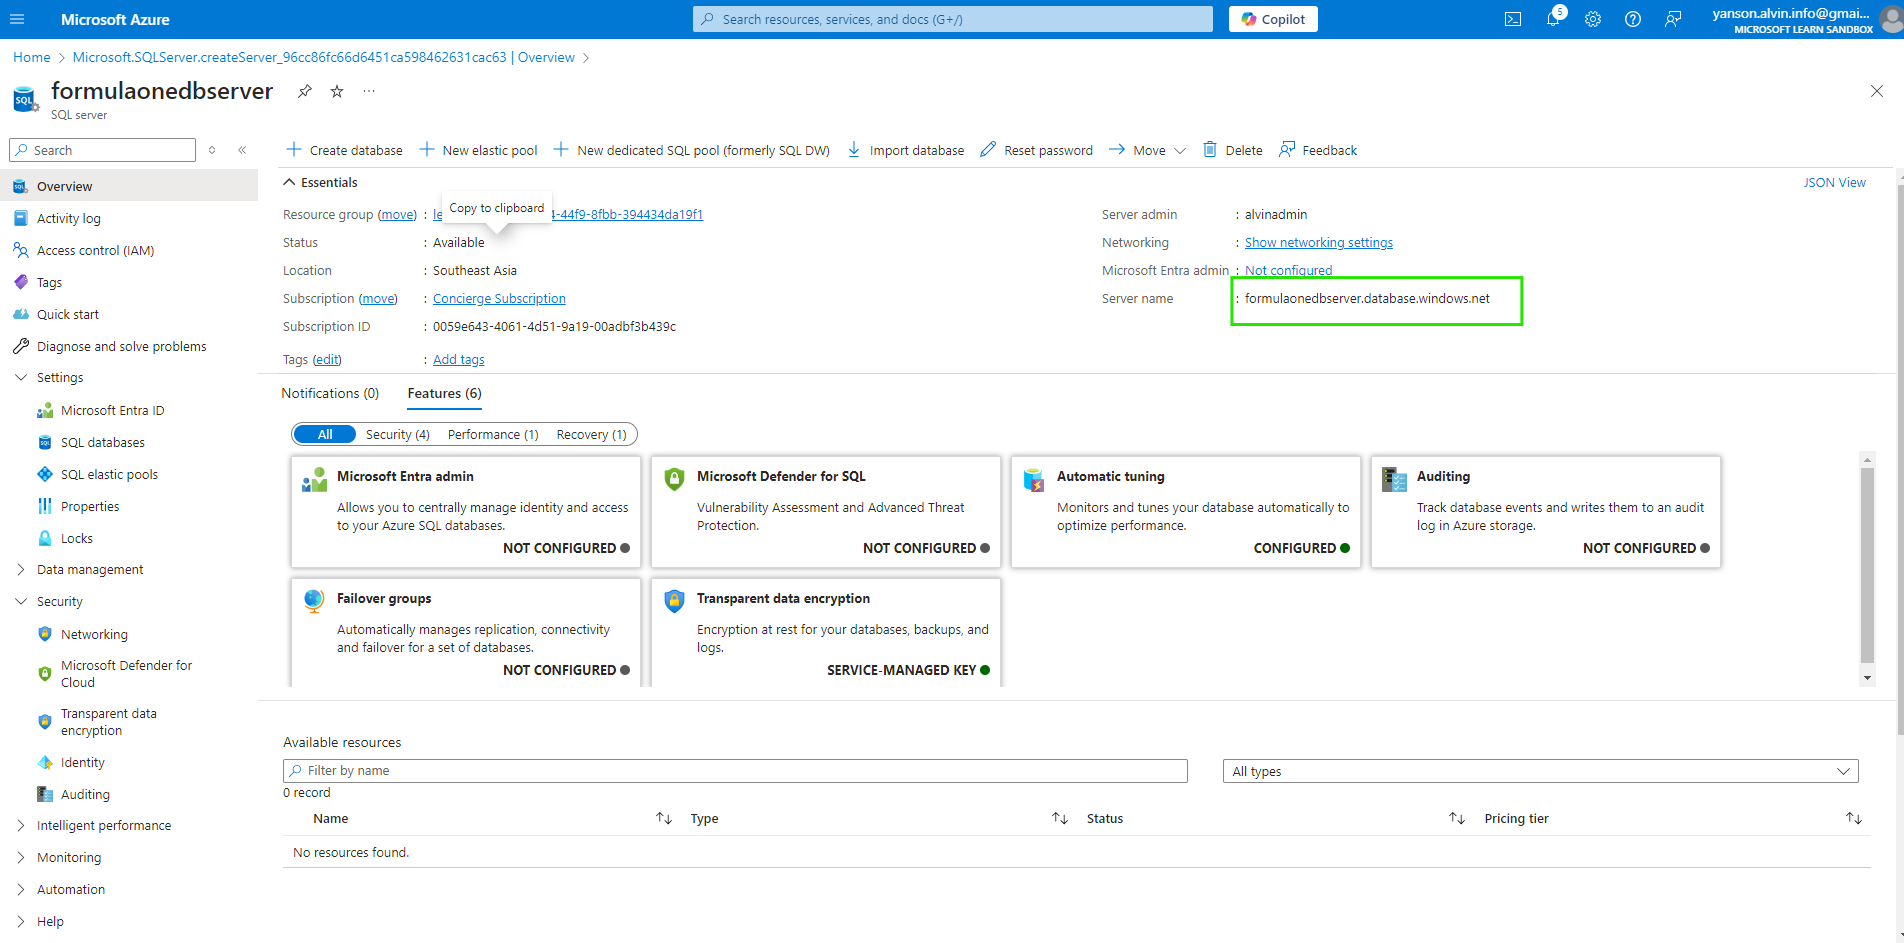 Microsoft Azure
Search resources, services, and docs (G+/)
Copilot
5
yanson.alvin.info@gmai...
MICROSOFT LEARN SANDBOX
Home > Microsoft.SQLServer.createServer_96cc86fc66d6451ca598462631cac63 | Overview >
formulaonedbserver
SQL server
Search
Create database
New elastic pool
New dedicated SQL pool (formerly SQL DW)
Import database
Reset password
Move
Delete
Feedback
Overview
Activity log
Access control (IAM)
Tags
Quick start
Diagnose and solve problems
Settings
Microsoft Entra ID
SQL databases
SQL elastic pools
Properties
Locks
Data management
Security
Networking
Microsoft Defender for
Cloud
Transparent data
encryption
Identity
Auditing
Intelligent performance
Monitoring
Automation
Help
Essentials
JSON View
Copy to clipboard
Resource group (move) : le 4-44f9-8fbb-394434da19f1
Status : Available
Location : Southeast Asia
Subscription (move) : Concierge Subscription
Subscription ID : 0059e643-4061-4d51-9a19-00adbf3b439c
Tags (edit) : Add tags
Server admin : alvinadmin
Networking : Show networking settings
Microsoft Entra admin : Not configured
Server name : formulaonedbserver.database.windows.net
Notifications (0)
Features (6)
All
Security (4)
Performance (1)
Recovery (1)
Microsoft Entra admin
Allows you to centrally manage identity and access
to your Azure SQL databases.
NOT CONFIGURED
Microsoft Defender for SQL
Vulnerability Assessment and Advanced Threat
Protection.
NOT CONFIGURED
Automatic tuning
Monitors and tunes your database automatically to
optimize performance.
CONFIGURED
Auditing
Track database events and writes them to an audit
log in Azure storage.
NOT CONFIGURED
Failover groups
Automatically manages replication, connectivity
and failover for a set of databases.
NOT CONFIGURED
Transparent data encryption
Encryption at rest for your databases, backups, and
logs.
SERVICE-MANAGED KEY
Available resources
Filter by name
All types
0 record
Name
Type
Status
Pricing tier
No resources found.